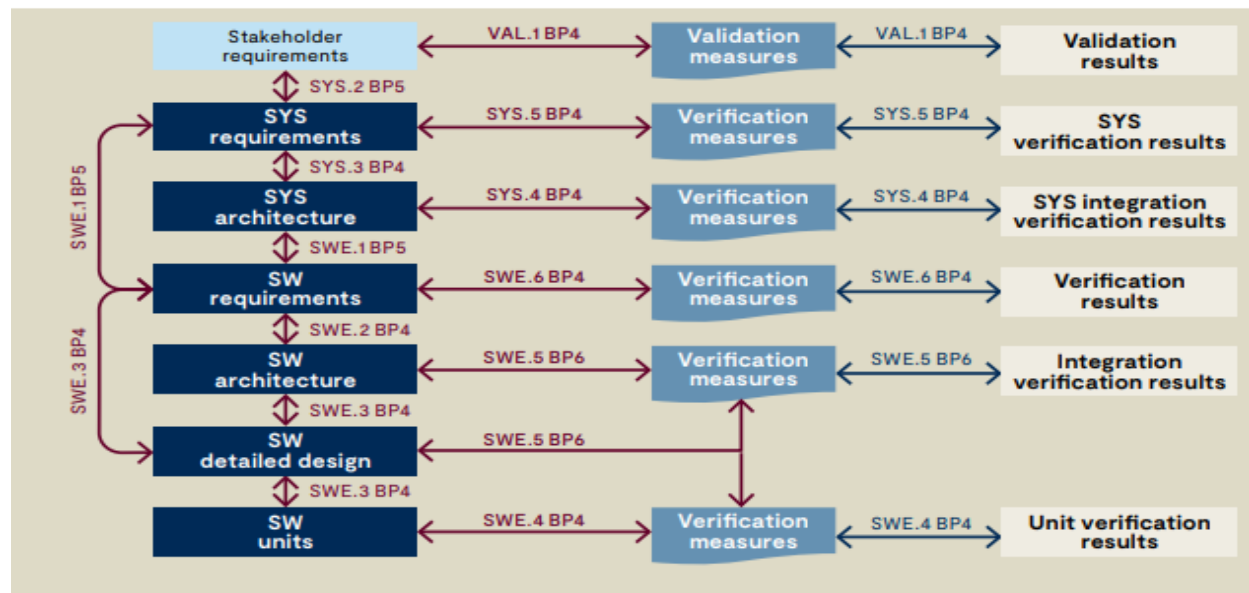 Stakeholder
requirements
VAL.1 BP4
Validation
measures
VAL.1 BP4
Validation
results
SYS.2 BP5
SYS
requirements
SYS.5 BP4
Verification
measures
SYS.5 BP4
SYS
verification results
SYS.3 BP4
SYS
architecture
SYS.4 BP4
Verification
measures
SYS.4 BP4
SYS integration
verification results
SWE.1 BP5
SWE.1 BP5
SW
requirements
SWE.6 BP4
Verification
measures
SWE.6 BP4
Verification
results
SWE.2 BP4
SW
architecture
SWE.5 BP6
Verification
measures
SWE.5 BP6
Integration
verification results
SWE.3 BP4
SWE.3 BP4
SW
detailed design
SWE.5 BP6
SWE.3 BP4
SW
units
SWE.4 BP4
Verification
measures
SWE.4 BP4
Unit verification
results